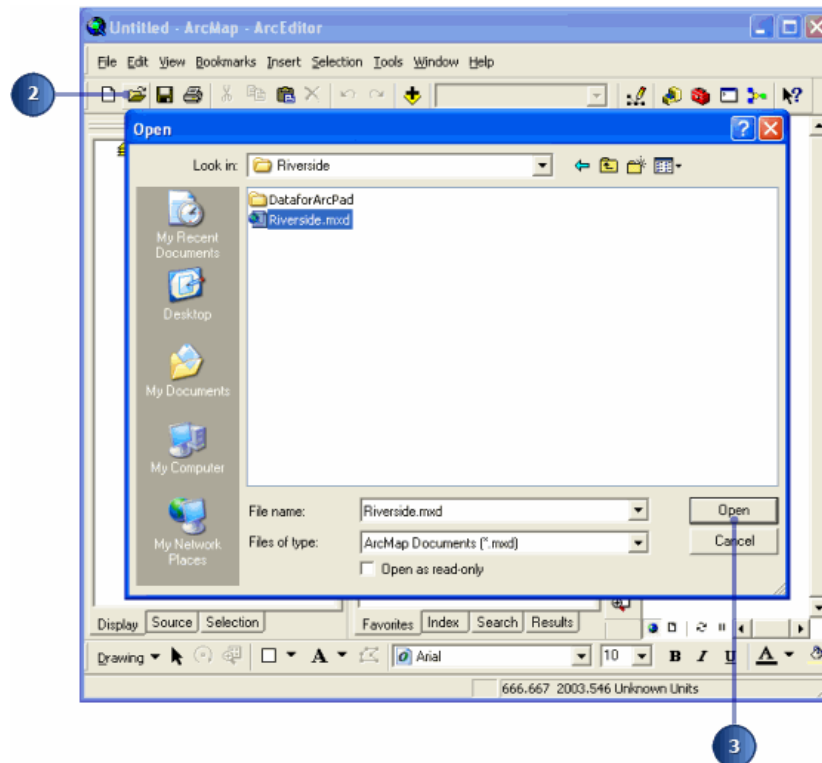 Untitled - ArcMap - ArcEditor
File Edit View Bookmarks Insert Selection Tools Window Help
2
Open
Look in: Riverside
DataforArcPad
Riverside.mxd
My Recent
Documents
Desktop
My Documents
My Computer
My Network
Places
File name: Riverside.mxd Open
Files of type: ArcMap Documents (*.mxd) Cancel
Open as read-only
Display Source Selection Favorites Index Search Results
Drawing A Arial 10 B I U A
666.667 2003.546 Unknown Units
3